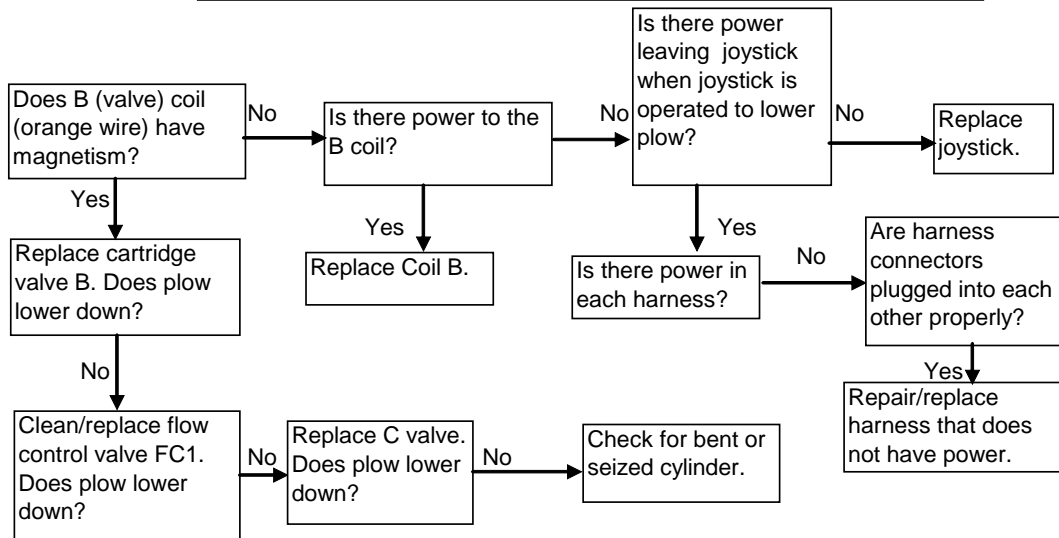 Does B (valve) coil
(orange wire) have
magnetism?
No
Is there power to the
B coil?
No
Is there power
leaving joystick
when joystick is
operated to lower
plow?
No
Replace
joystick.
Yes
Replace cartridge
valve B. Does plow
lower down?
Yes
Replace Coil B.
Yes
Is there power in
each harness?
No
Are harness
connectors
plugged into each
other properly?
Yes
Repair/replace
harness that does
not have power.
No
Clean/replace flow
control valve FC1.
Does plow lower
down?
No
Replace C valve.
Does plow lower
down?
No
Check for bent or
seized cylinder.